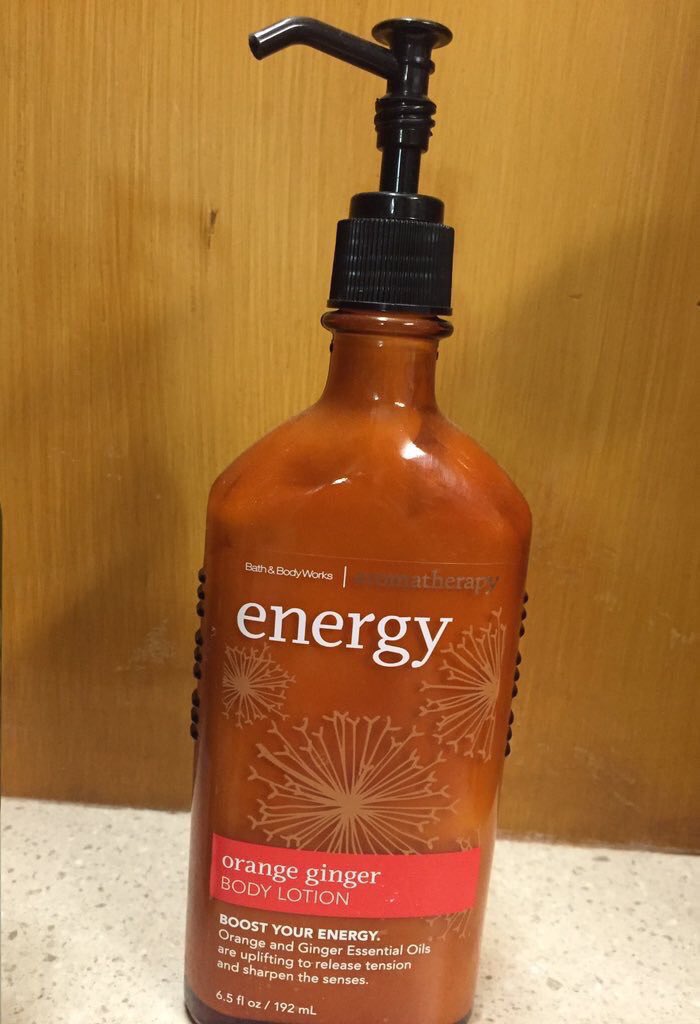 Bath & Body Works | aromatherapy
energy
orange ginger
BODY LOTION
BOOST YOUR ENERGY.
Orange and Ginger Essential Oils
are uplifting to release tension
and sharpen the senses.
6.5 fl oz / 192 mL